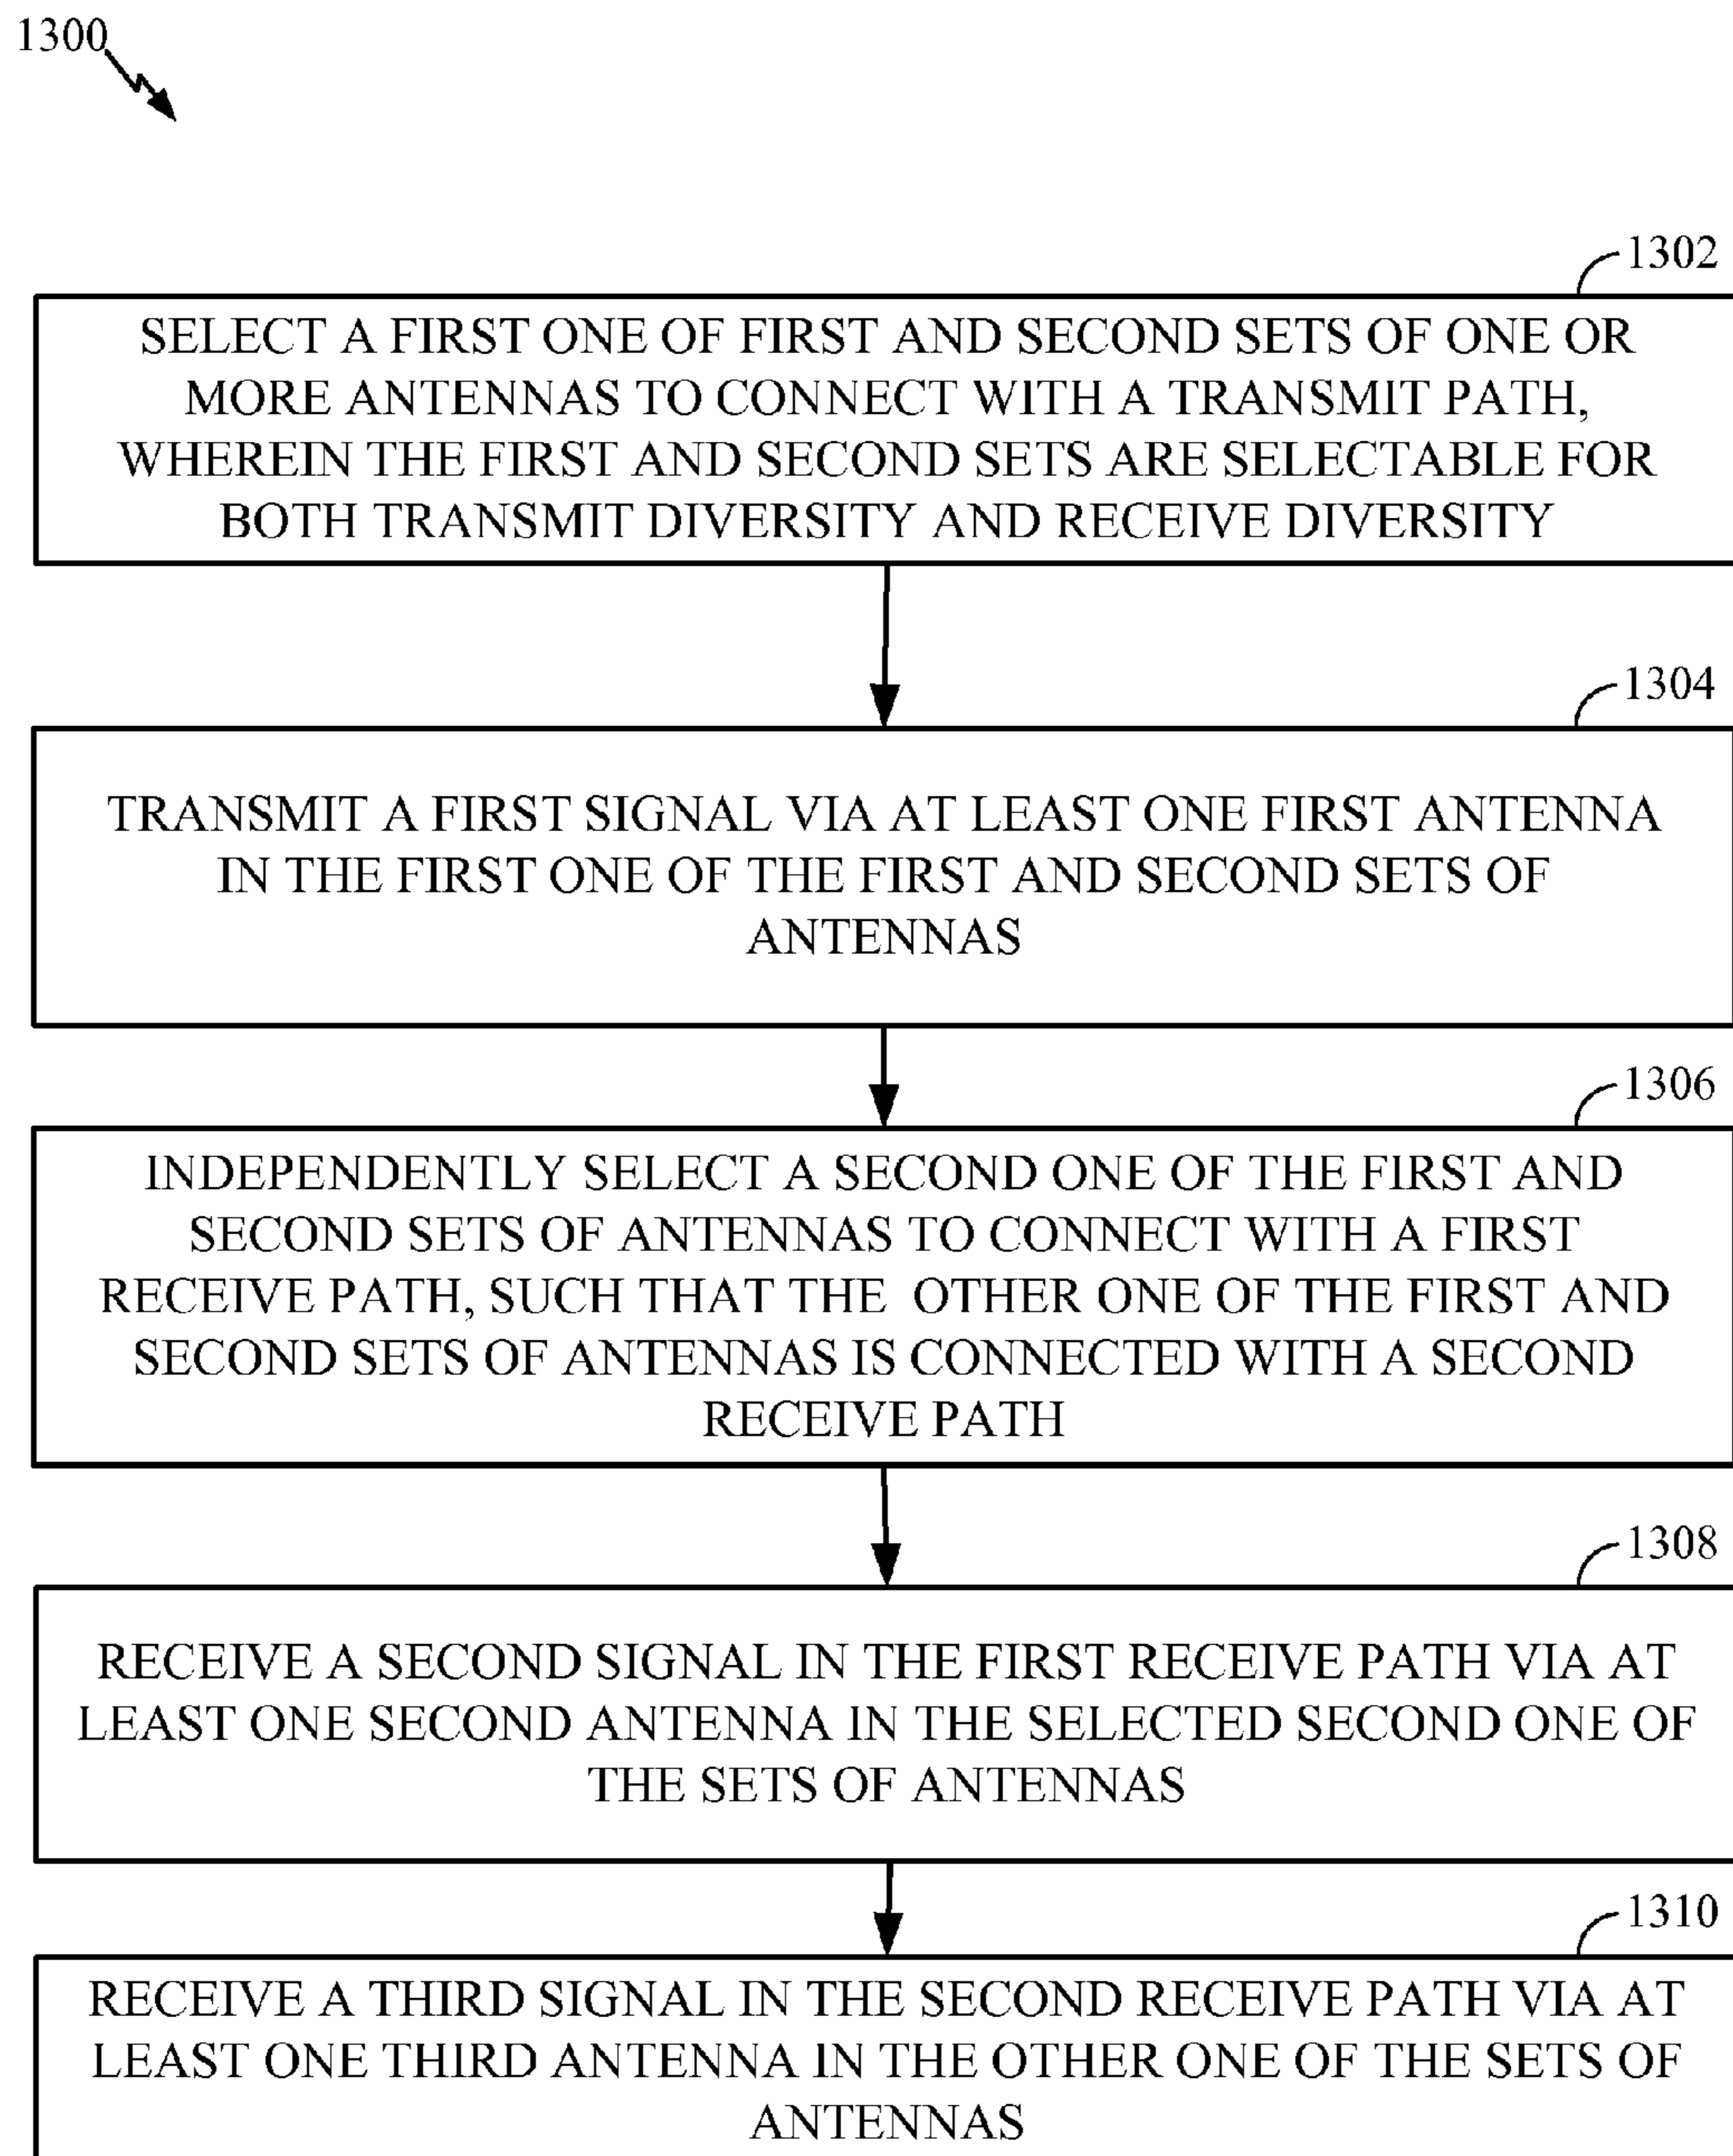 1300
1302
SELECT A FIRST ONE OF FIRST AND SECOND SETS OF ONE OR
MORE ANTENNAS TO CONNECT WITH A TRANSMIT PATH,
WHEREIN THE FIRST AND SECOND SETS ARE SELECTABLE FOR
BOTH TRANSMIT DIVERSITY AND RECEIVE DIVERSITY
1304
TRANSMIT A FIRST SIGNAL VIA AT LEAST ONE FIRST ANTENNA
IN THE FIRST ONE OF THE FIRST AND SECOND SETS OF
ANTENNAS
1306
INDEPENDENTLY SELECT A SECOND ONE OF THE FIRST AND
SECOND SETS OF ANTENNAS TO CONNECT WITH A FIRST
RECEIVE PATH, SUCH THAT THE OTHER ONE OF THE FIRST AND
SECOND SETS OF ANTENNAS IS CONNECTED WITH A SECOND
RECEIVE PATH
1308
RECEIVE A SECOND SIGNAL IN THE FIRST RECEIVE PATH VIA AT
LEAST ONE SECOND ANTENNA IN THE SELECTED SECOND ONE OF
THE SETS OF ANTENNAS
1310
RECEIVE A THIRD SIGNAL IN THE SECOND RECEIVE PATH VIA AT
LEAST ONE THIRD ANTENNA IN THE OTHER ONE OF THE SETS OF
ANTENNAS